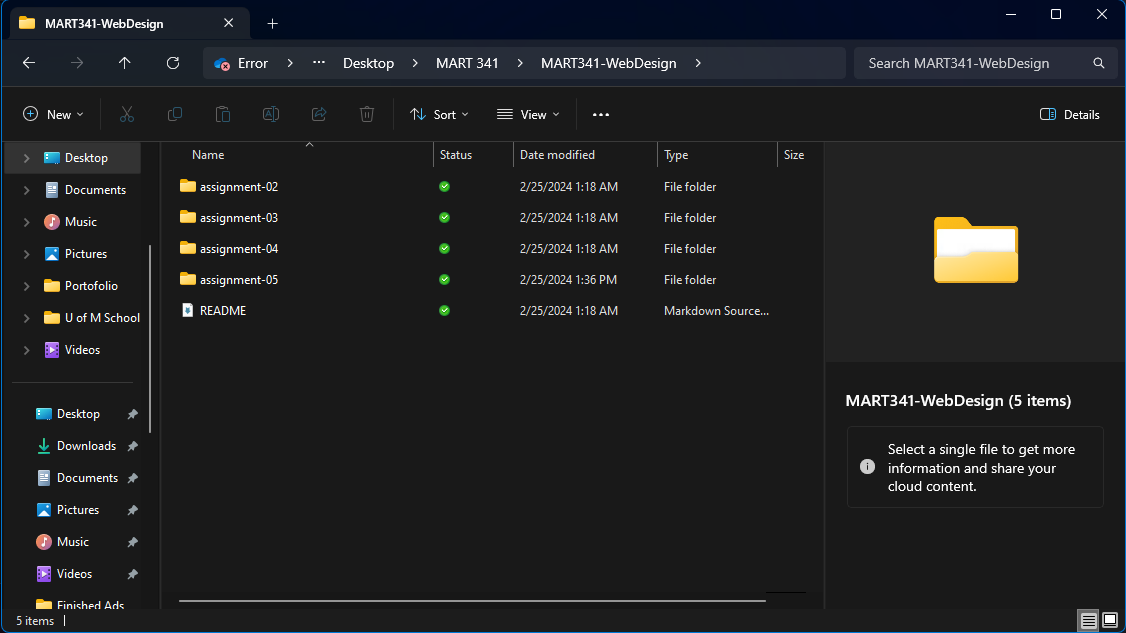 MART341-WebDesign
Error > ... Desktop > MART 341 > MART341-WebDesign >
Search MART341-WebDesign
New
Sort
View
Details
Desktop
Documents
Music
Pictures
Portofolio
U of M School
Videos
Desktop
Downloads
Documents
Pictures
Music
Videos
Finished Ads
Name Status Date modified Type Size
assignment-02 2/25/2024 1:18 AM File folder
assignment-03 2/25/2024 1:18 AM File folder
assignment-04 2/25/2024 1:18 AM File folder
assignment-05 2/25/2024 1:36 PM File folder
README 2/25/2024 1:18 AM Markdown Source...
MART341-WebDesign (5 items)
Select a single file to get more
information and share your
cloud content.
5 items